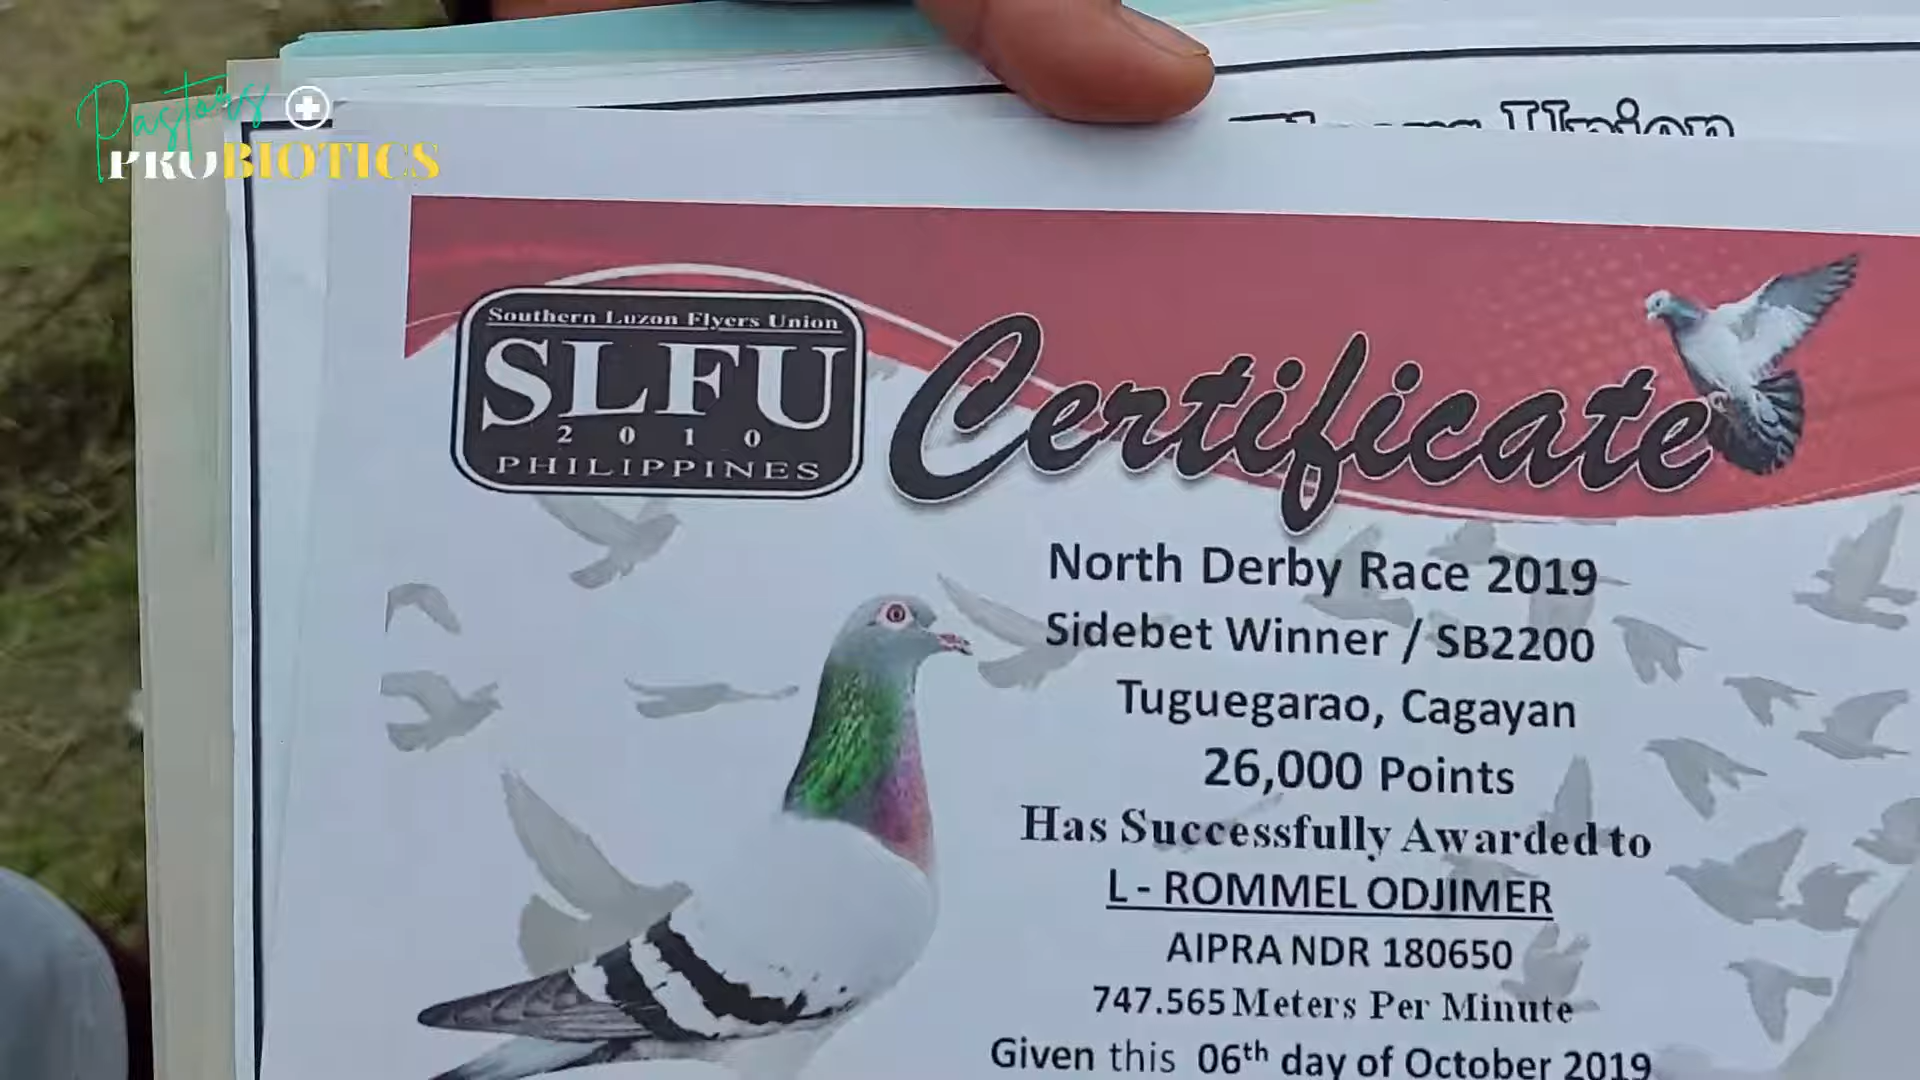 Pastors
PROBIOTICS
Union
Southern Luzon Flyers Union
SLFU
2010
PHILIPPINES
Certificate
North Derby Race 2019
Sidebet Winner / SB2200
Tuguegarao, Cagayan
26,000 Points
Has Successfully Awarded to
L - ROMMEL ODJIMER
AIPRA NDR 180650
747.565 Meters Per Minute
Given this 06th day of October 2019